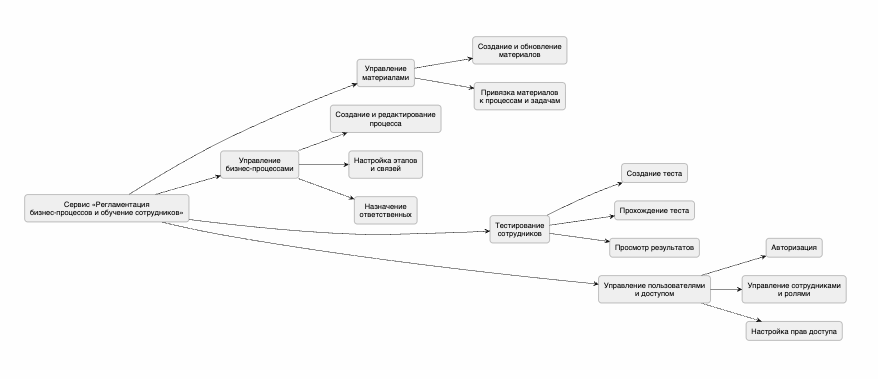 Создание и обновление
материалов
Управление
материалами
Привязка материалов
к процессам и задачам
Создание и редактирование
процесса
Управление
бизнес-процессами
Настройка этапов
и связей
Назначение
ответственных
Сервис «Регламентация
бизнес-процессов и обучение сотрудников»
Создание теста
Прохождение теста
Тестирование
сотрудников
Просмотр результатов
Авторизация
Управление пользователями
и доступом
Управление сотрудниками
и ролями
Настройка прав доступа